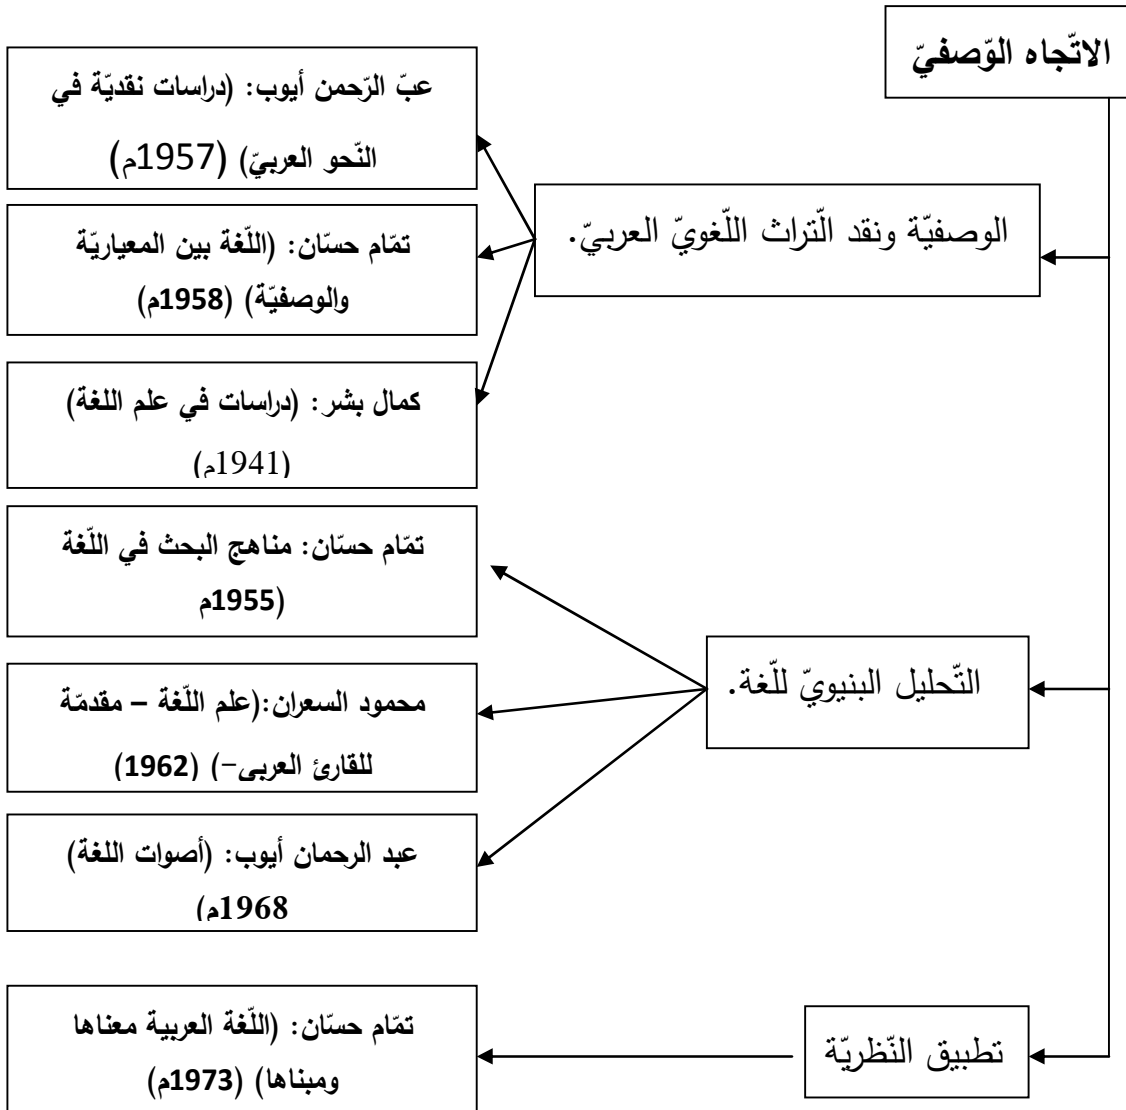 الاتّجاه الوّصفيّ
الوصفيّة ونقد الّتراث اللّغويّ العربيّ.
عبّ الرّحمن أيوب: (دراسات نقديّة في
النّحو العربيّ) (1957م)
تمّام حسّان: (اللّغة بين المعياريّة
والوصفيّة) (1958م)
كمال بشر: (دراسات في علم اللغة)
(1941م)
التّحليل البنيويّ للّغة.
تمّام حسّان: مناهج البحث في اللّغة
(1955م
محمود السعران:(علم اللّغة – مقدمّة
للقارئ العربي-) (1962)
عبد الرحمان أيوب: (أصوات اللغة)
1968م)
تطبيق النّظريّة
تمّام حسّان: (اللّغة العربية معناها
ومبناها) (1973م)